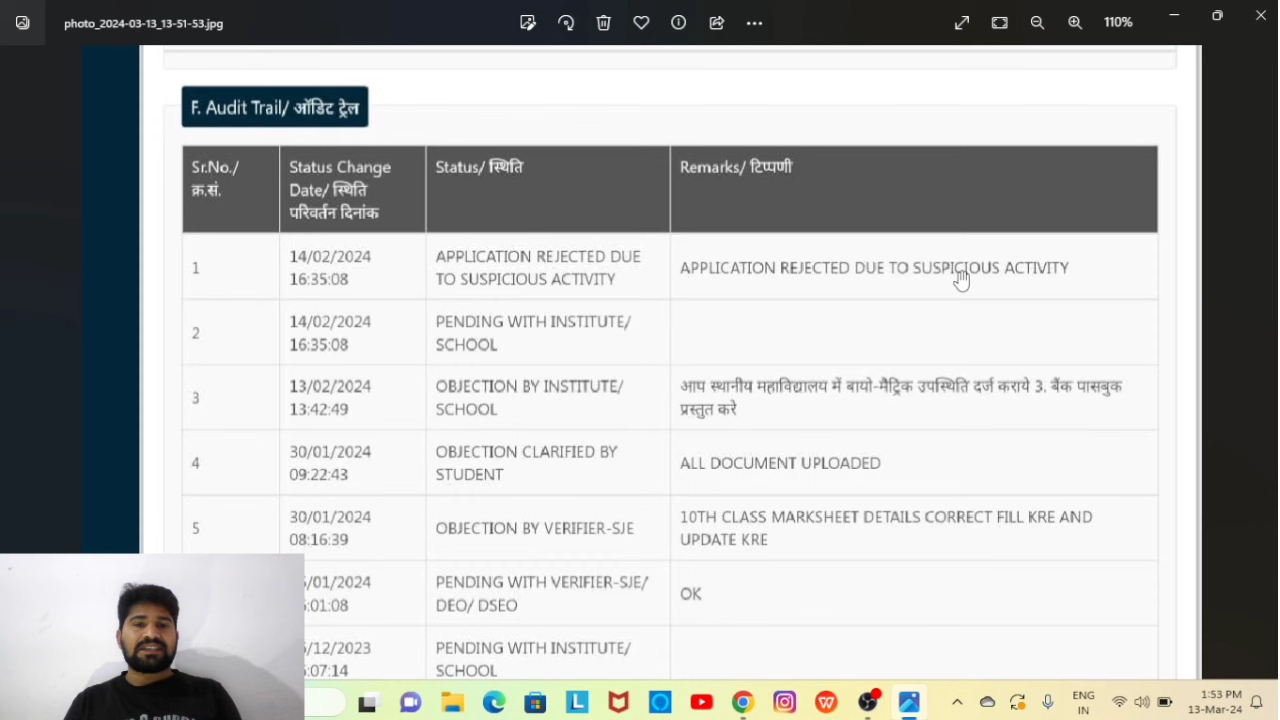 photo_2024-03-13_13-51-53.jpg
110%
F. Audit Trail/ ऑडिट ट्रेल
Sr.No./
क्र.सं.
Status Change
Date/ स्थिति
परिवर्तन दिनांक
Status/ स्थिति
Remarks/ टिप्पणी
1
14/02/2024
16:35:08
APPLICATION REJECTED DUE
TO SUSPICIOUS ACTIVITY
APPLICATION REJECTED DUE TO SUSPICIOUS ACTIVITY
2
14/02/2024
16:35:08
PENDING WITH INSTITUTE/
SCHOOL
3
13/02/2024
13:42:49
OBJECTION BY INSTITUTE/
SCHOOL
आप स्थानीय महाविद्यालय में बायो-मैट्रिक उपस्थिति दर्ज कराये 3. बैंक पासबुक
प्रस्तुत करे
4
30/01/2024
09:22:43
OBJECTION CLARIFIED BY
STUDENT
ALL DOCUMENT UPLOADED
5
30/01/2024
08:16:39
OBJECTION BY VERIFIER-SJE
10TH CLASS MARKSHEET DETAILS CORRECT FILL KRE AND
UPDATE KRE
/01/2024
:01:08
PENDING WITH VERIFIER-SJE/
DEO/ DSEO
OK
/12/2023
:07:14
PENDING WITH INSTITUTE/
SCHOOL
ENG
IN
1:53 PM
13-Mar-24